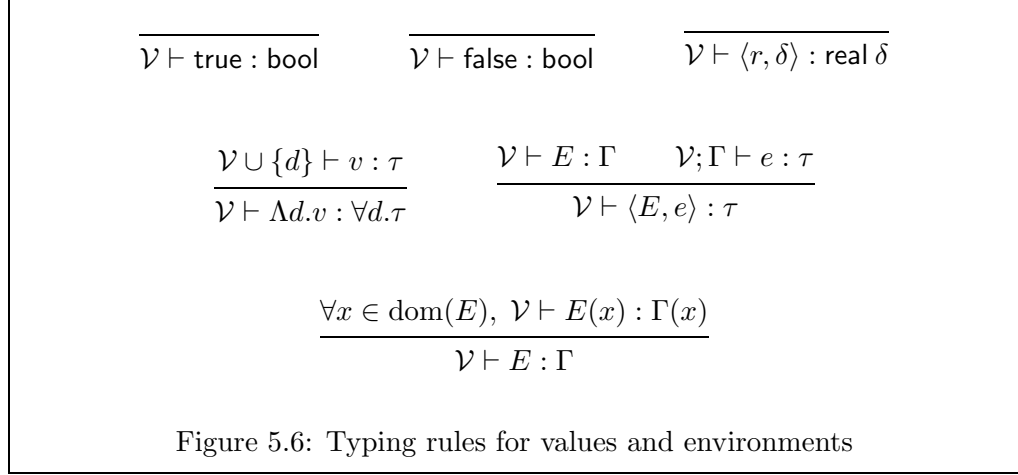 𝒱 ⊢ true : bool 𝒱 ⊢ false : bool 𝒱 ⊢ ⟨r, δ⟩ : real δ
𝒱 ∪ {d} ⊢ v : τ 𝒱 ⊢ E : Γ 𝒱; Γ ⊢ e : τ
𝒱 ⊢ Λd.v : ∀d.τ 𝒱 ⊢ ⟨E, e⟩ : τ
∀x ∈ dom(E), 𝒱 ⊢ E(x) : Γ(x)
𝒱 ⊢ E : Γ
Figure 5.6: Typing rules for values and environments